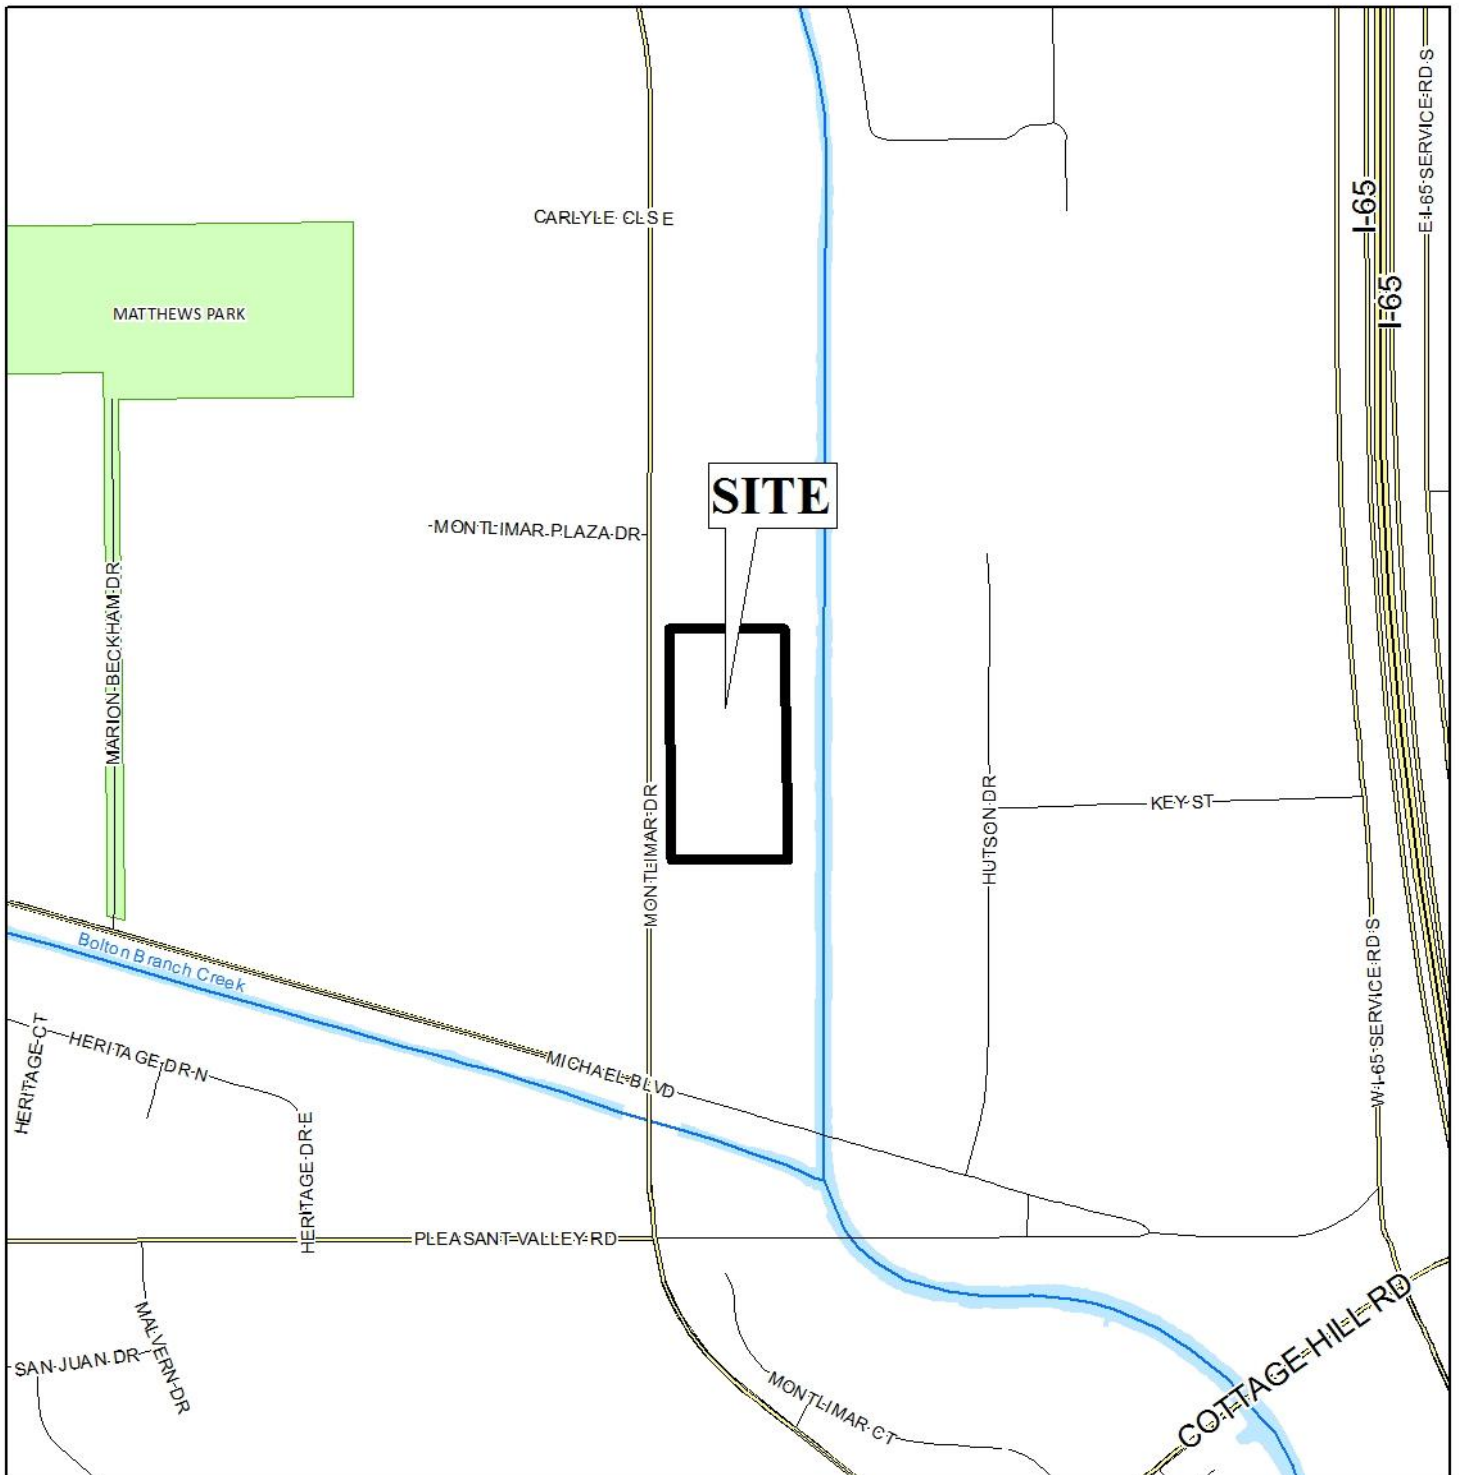 E I-65 SERVICE RD S
I-65
CARLYLE CLSE
I-65
MATTHEWS PARK
SITE
MONTLIMAR PLAZA DR
MARION BECKHAM DR
KEY ST
HUTSON DR
MONTLIMAR DR
Bolton Branch Creek
W I-65 SERVICE RD S
HERITAGE CT
HERITAGE DR N
MICHAEL BLVD
HERITAGE DR E
PLEASANT VALLEY RD
MALVERN DR
SAN JUAN DR
MONTLIMAR CT
COTTAGE HILL RD